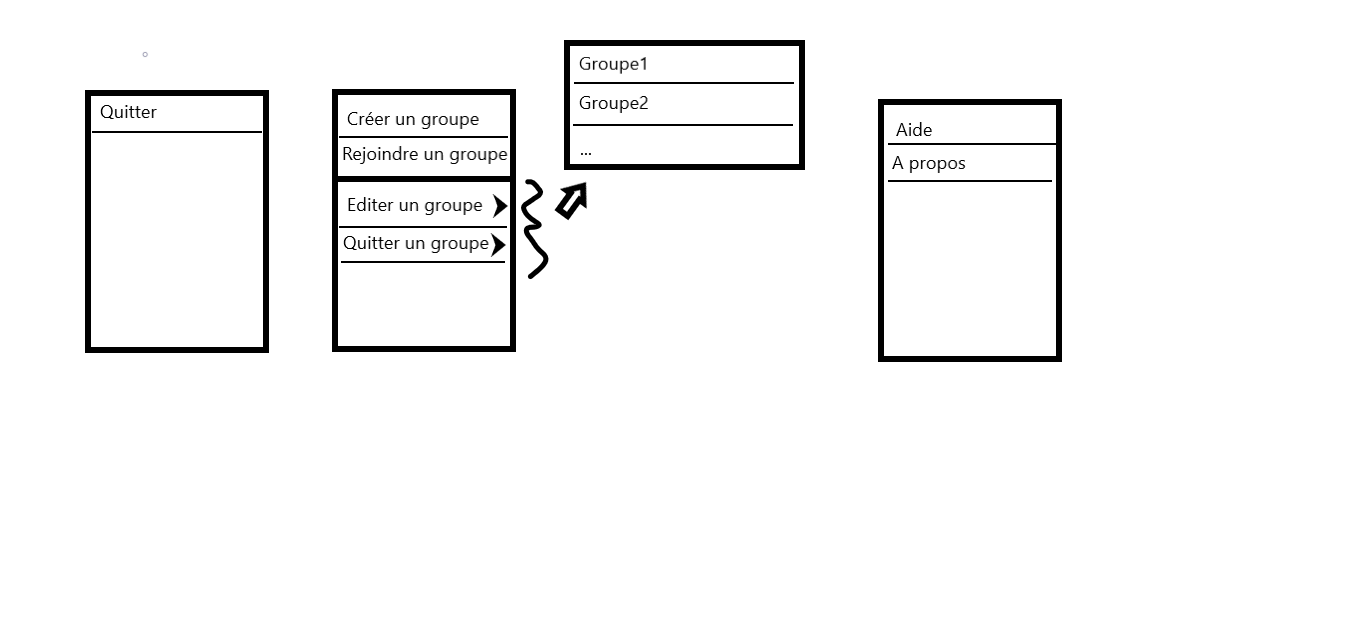 Quitter
Créer un groupe
Rejoindre un groupe
Editer un groupe
Quitter un groupe
Groupe1
Groupe2
...
Aide
A propos